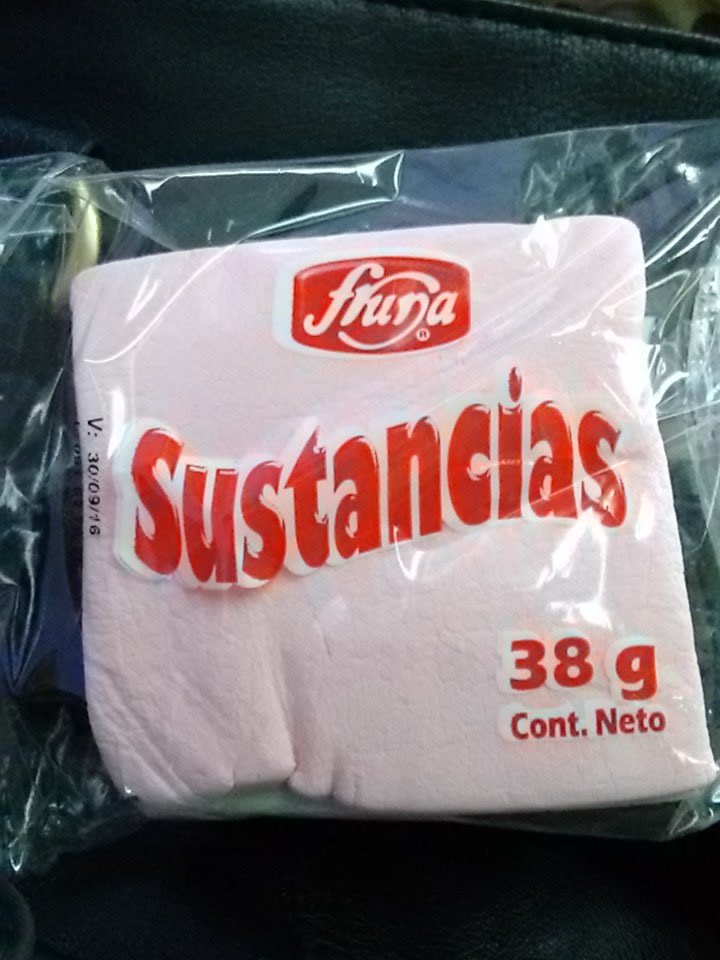 fruna
®
Sustancias
V: 30/09/16
38 g
Cont. Neto